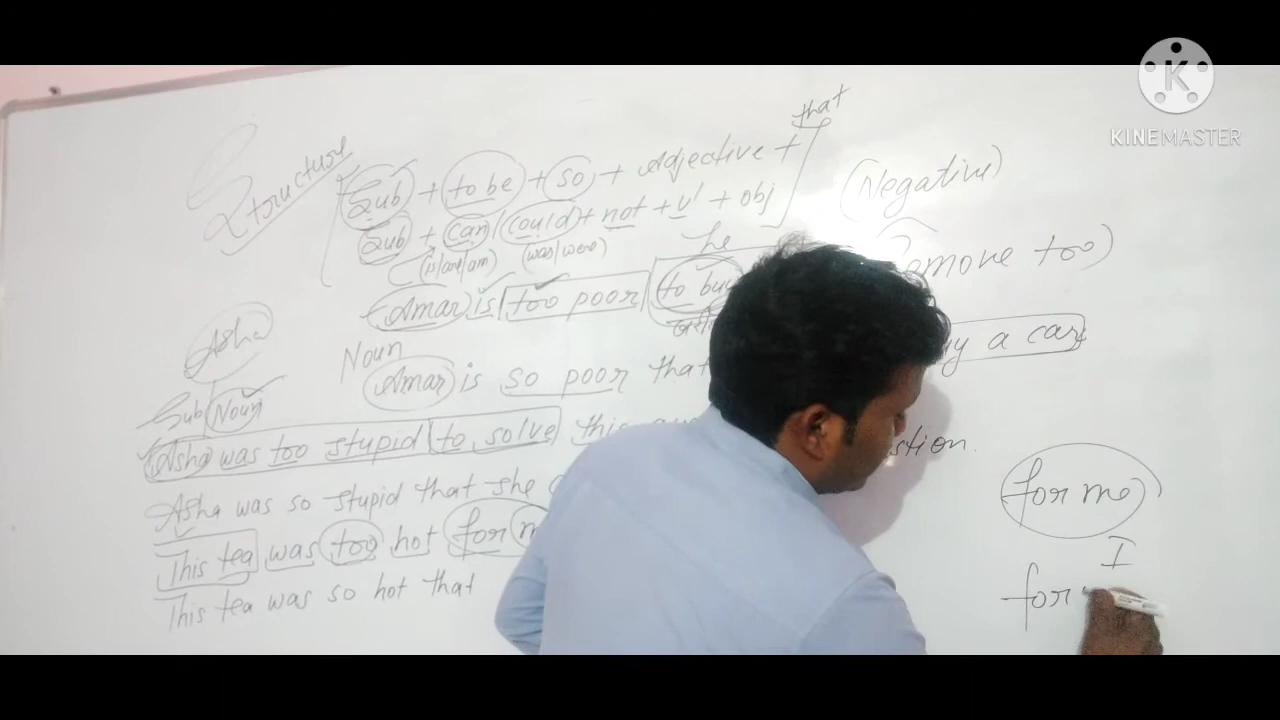 KINEMASTER
that
Structure
Sub + to be + so + Adjective +
(Negative)
Sub + can/could + not + v' + obj
(is/are/am) (was/were)
he
Remove too)
Amar is too poor to buy
Asha
Noun
Amar is so poor that
y a car
Sub Noun
Asha was too stupid to solve this
stion.
for me
Asha was so stupid that she
I
This tea was too hot for m
for
This tea was so hot that